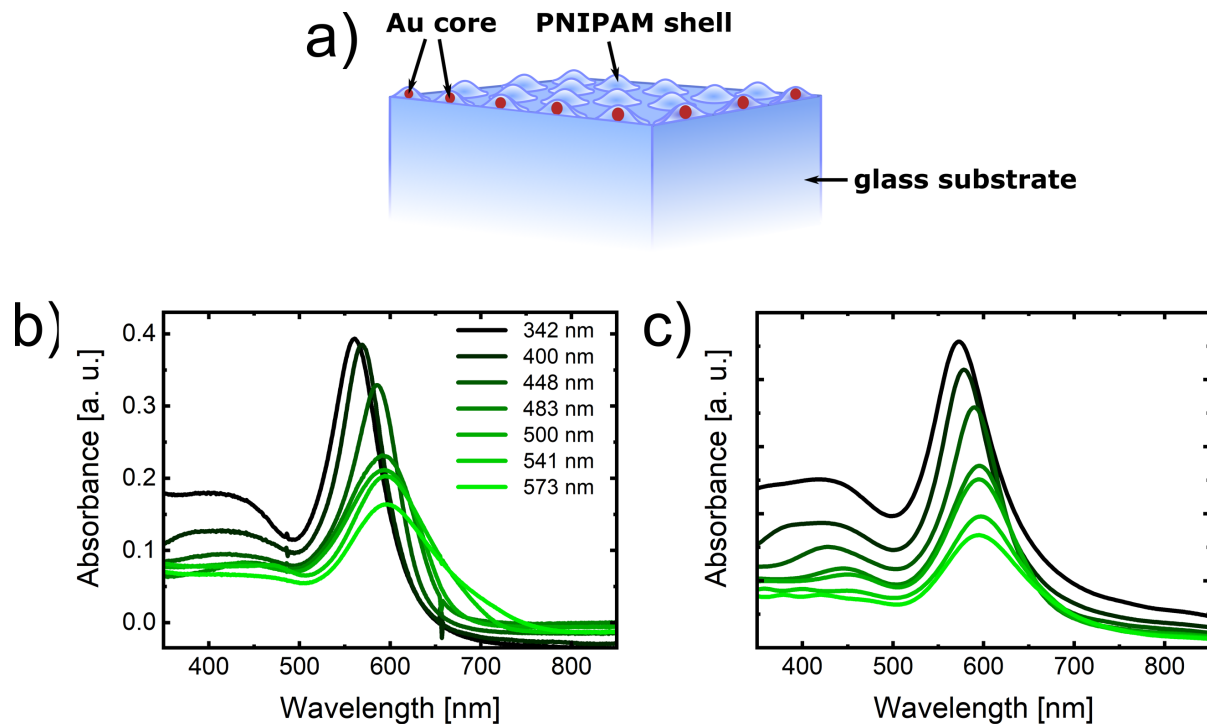 a)
Au core
PNIPAM shell
glass substrate
b)
Absorbance [a. u.]
0.4
0.3
0.2
0.1
0.0
342 nm
400 nm
448 nm
483 nm
500 nm
541 nm
573 nm
400 500 600 700 800
Wavelength [nm]
c)
Absorbance [a. u.]
400 500 600 700 800
Wavelength [nm]